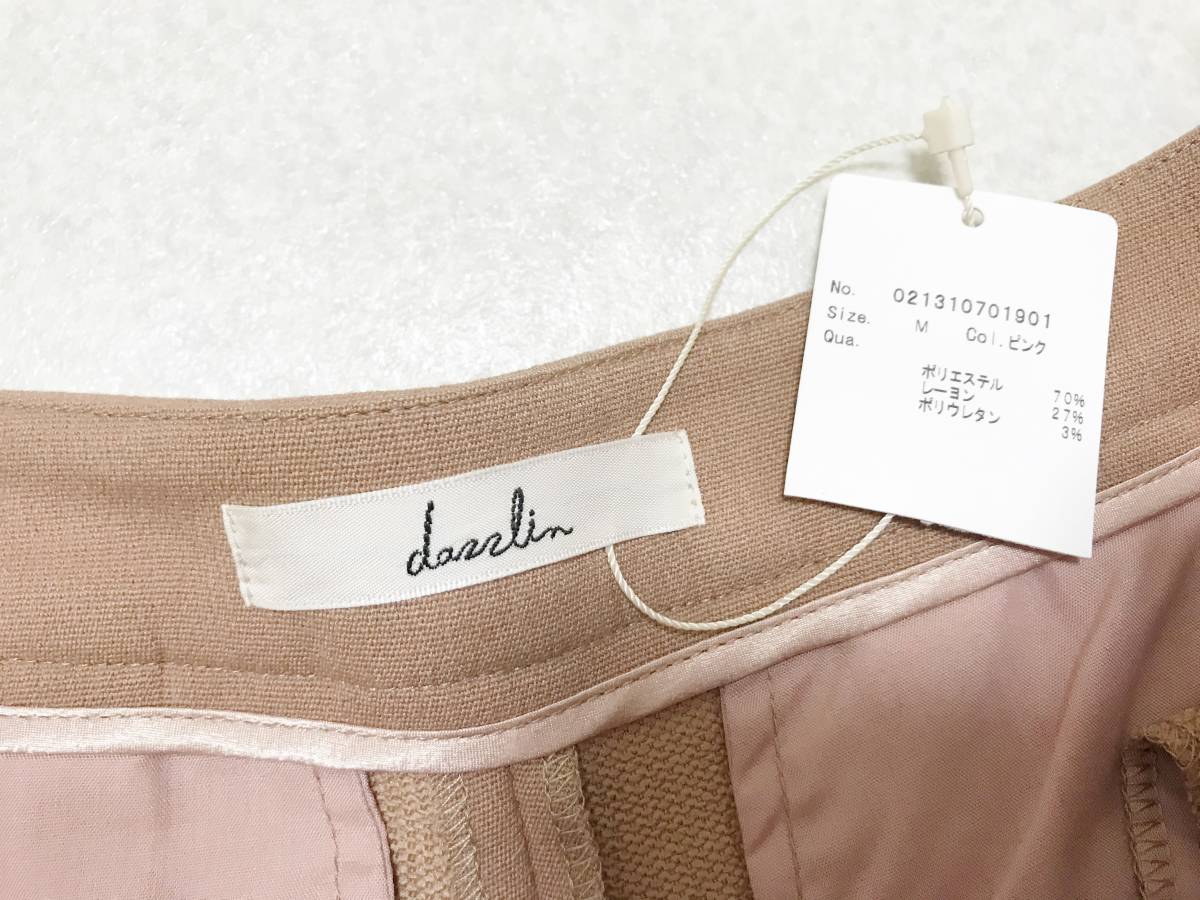 dazzlin
No. 021310701901
Size. M Col.ピンク
Qua.
ポリエステル 70%
レーヨン 27%
ポリウレタン 3%